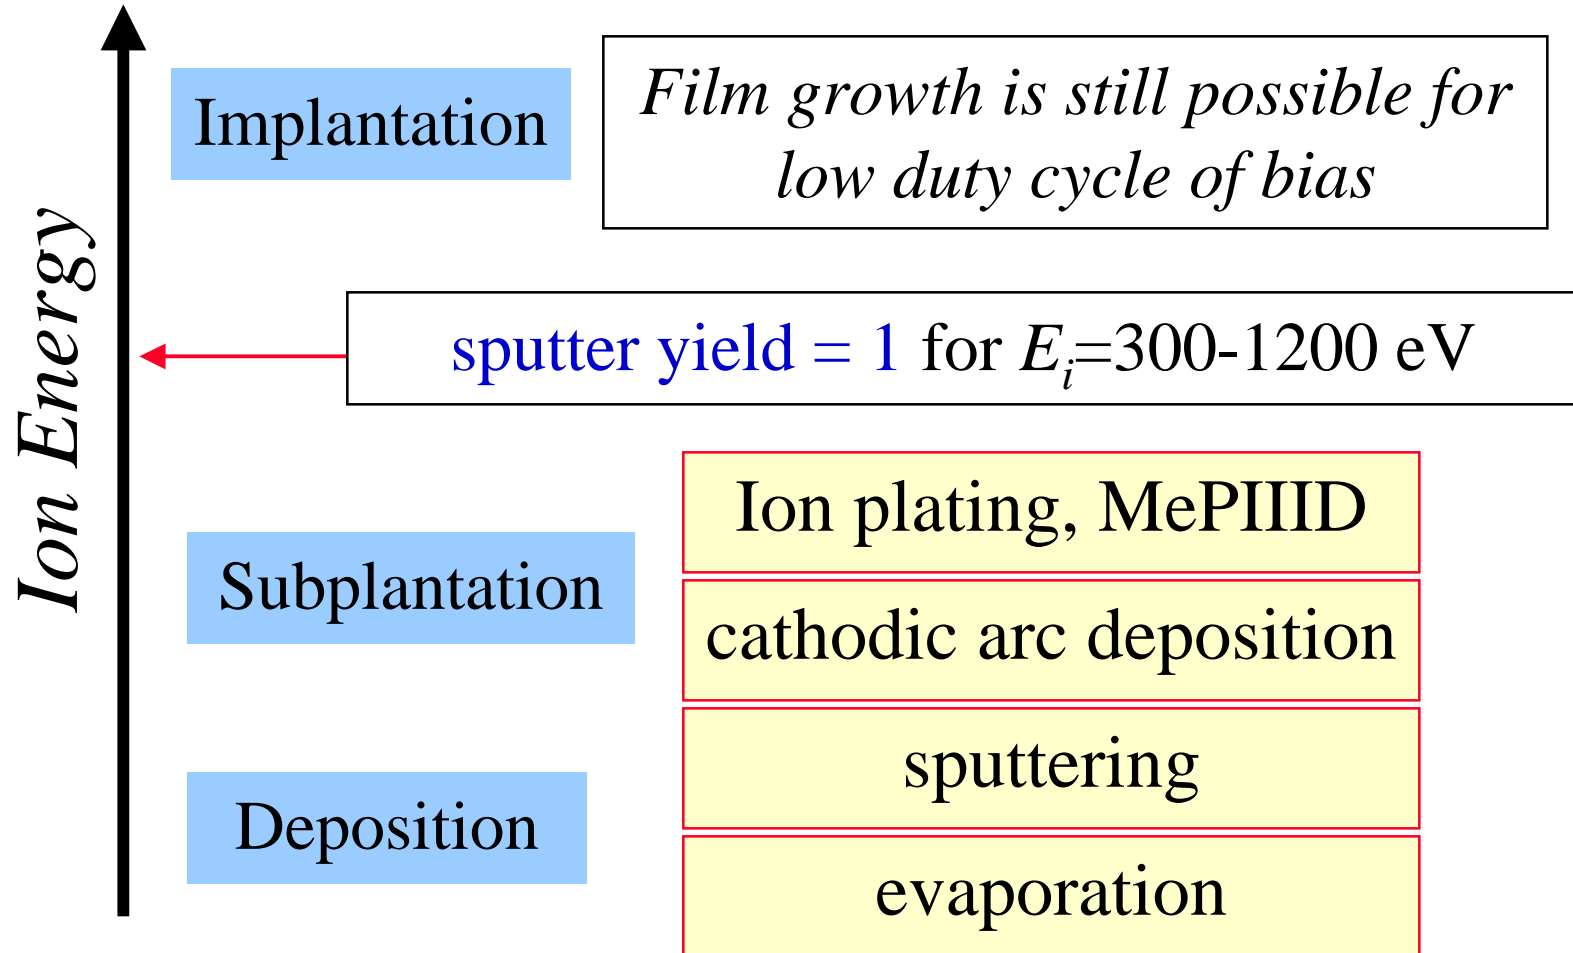 Implantation
Film growth is still possible for
low duty cycle of bias
Ion Energy
sputter yield = 1 for Ei=300-1200 eV
Ion plating, MePIIID
Subplantation
cathodic arc deposition
sputtering
Deposition
evaporation